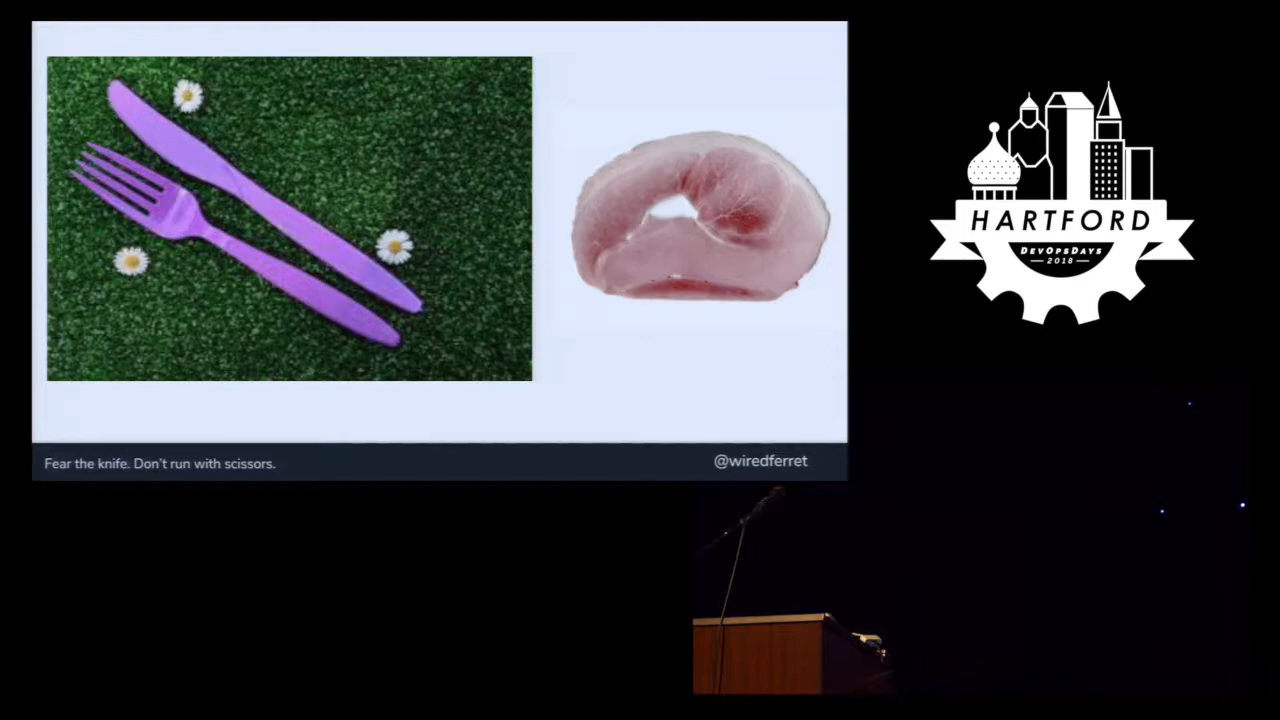 Fear the knife. Don't run with scissors.
@wiredferret
HARTFORD
DEVOPSDAYS
2018